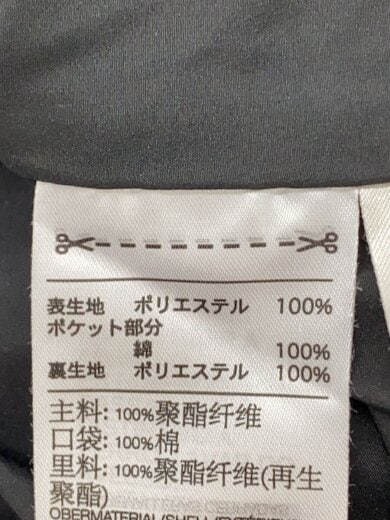 表生地 ポリエステル 100%
ポケット部分
綿 100%
裏生地 ポリエステル 100%
主料: 100%聚酯纤维
口袋: 100%棉
里料: 100%聚酯纤维(再生
聚酯)
OBERMATERIAL/SHELL/